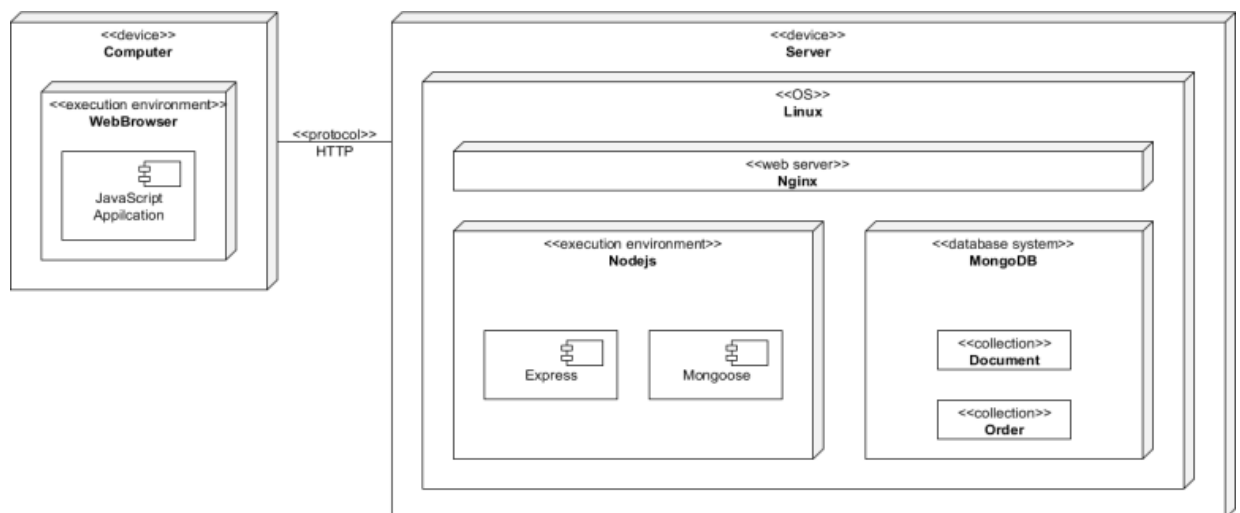 <<device>>
Computer
<<execution environment>>
WebBrowser
JavaScript
Appilcation
<<protocol>>
HTTP
<<device>>
Server
<<OS>>
Linux
<<web server>>
Nginx
<<execution environment>>
Nodejs
Express
Mongoose
<<database system>>
MongoDB
<<collection>>
Document
<<collection>>
Order